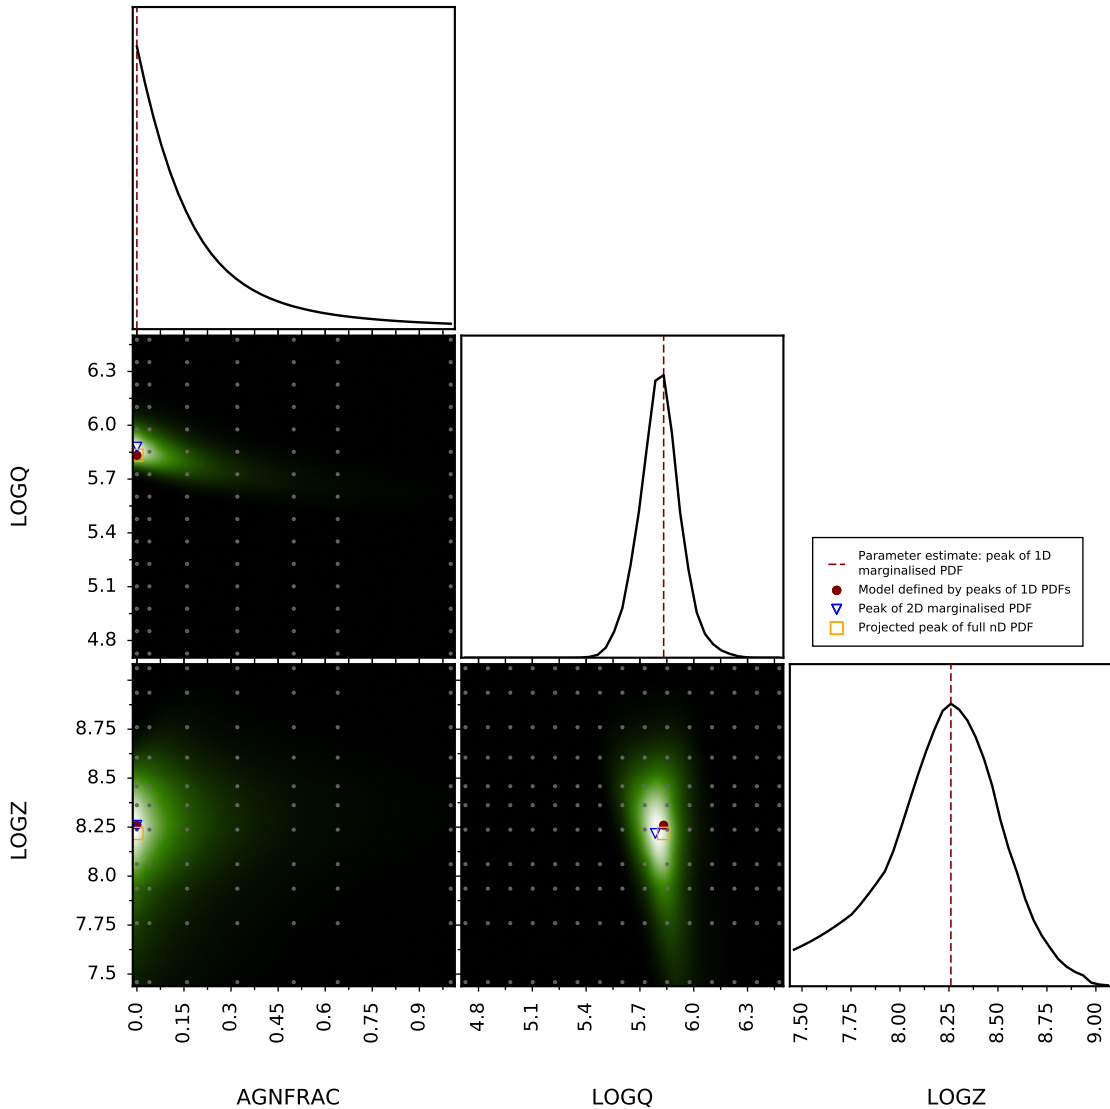 6.3
6.0
5.7
5.4
5.1
4.8
LOGQ
Parameter estimate: peak of 1D
marginalised PDF
Model defined by peaks of 1D PDFs
Peak of 2D marginalised PDF
Projected peak of full nD PDF
8.75
8.5
8.25
8.0
7.75
7.5
LOGZ
0.0 0.15 0.3 0.45 0.6 0.75 0.9
4.8 5.1 5.4 5.7 6.0 6.3
7.50 7.75 8.00 8.25 8.50 8.75 9.00
AGNFRAC
LOGQ
LOGZ